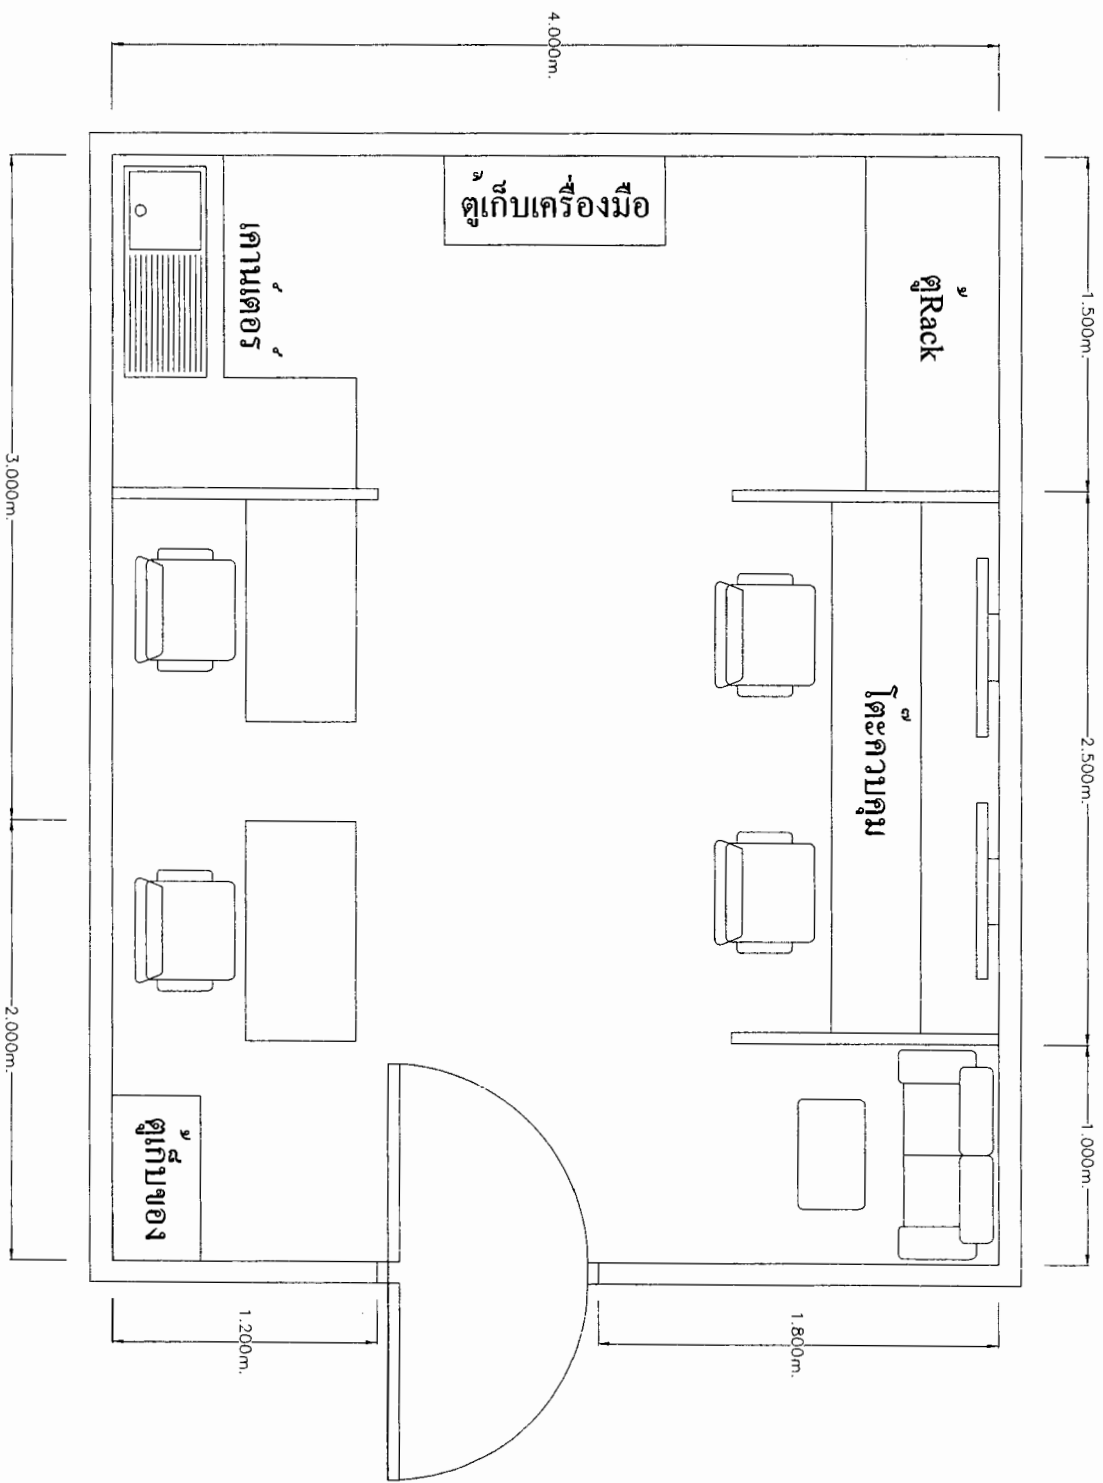 4.000m.
ตู้เก็บเครื่องมือ
เคาน์เตอร์
ตู้Rack
1.500m.
3.000m.
โต๊ะควบคุม
2.500m.
2.000m.
ตู้เก็บของ
1.000m.
1.200m.
1.800m.